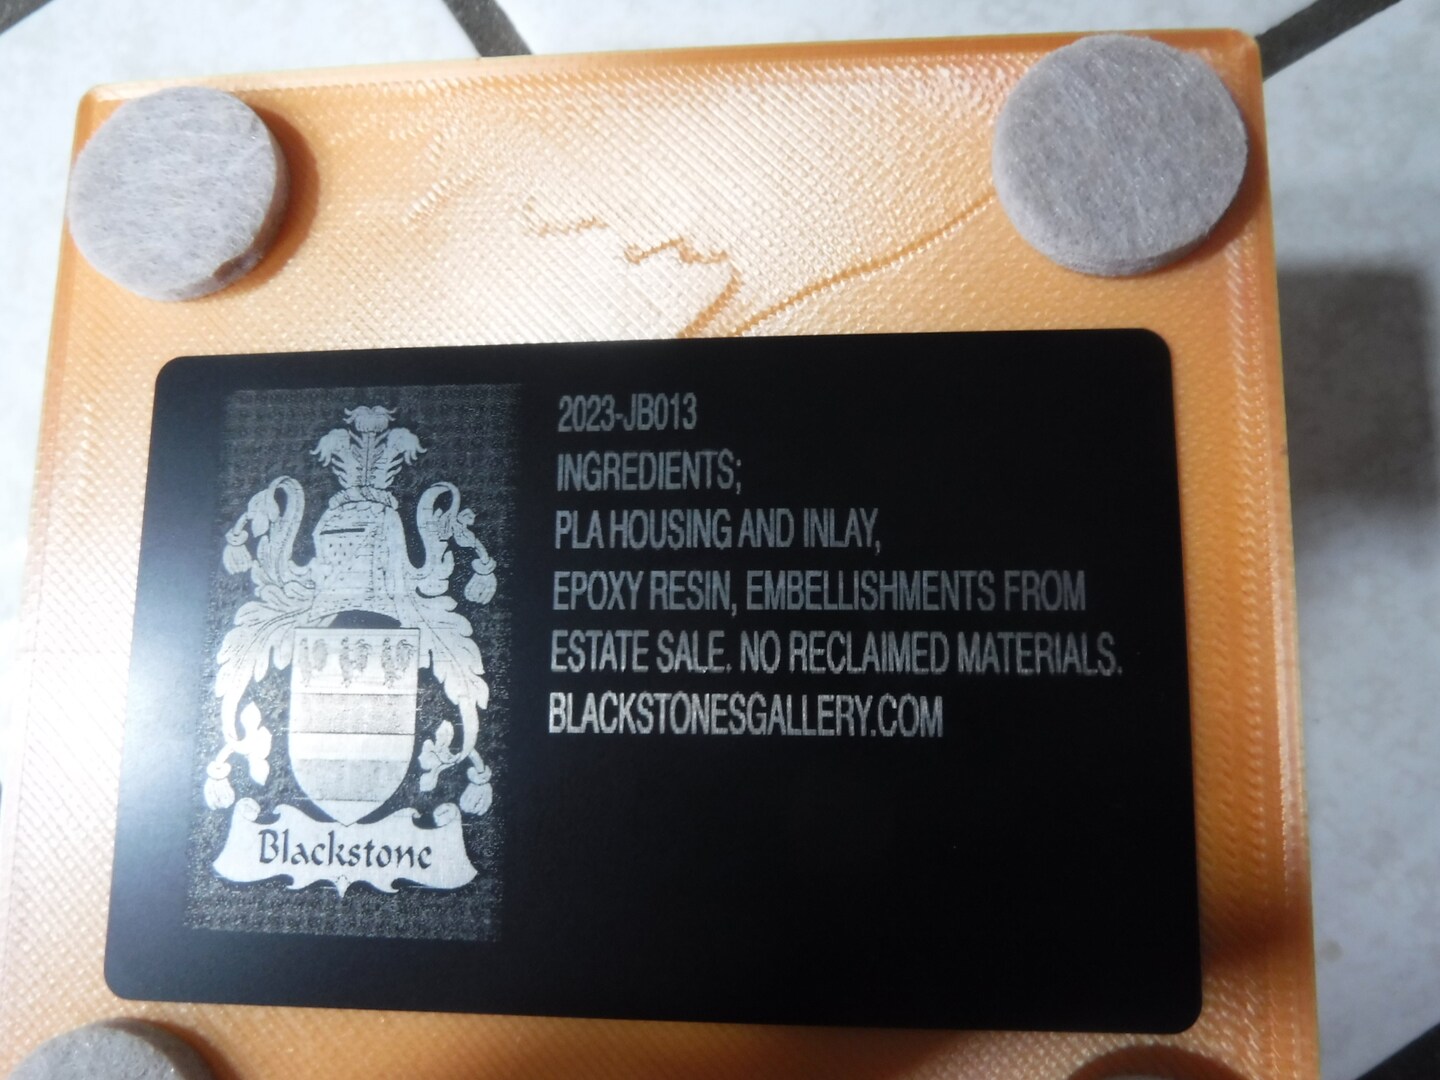 2023-JB013
INGREDIENTS;
PLA HOUSING AND INLAY,
EPOXY RESIN, EMBELLISHMENTS FROM
ESTATE SALE. NO RECLAIMED MATERIALS.
BLACKSTONESGALLERY.COM
Blackstone